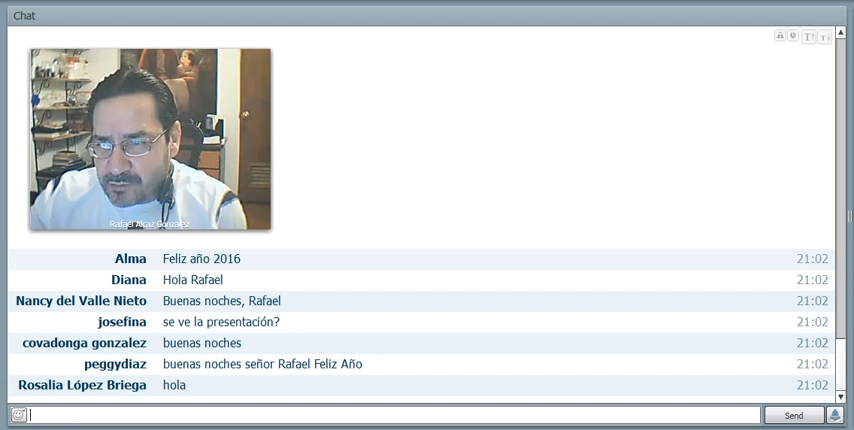 Chat
Rafael Alcaz Gonzalez
Alma Feliz año 2016 21:02
Diana Hola Rafael 21:02
Nancy del Valle Nieto Buenas noches, Rafael 21:02
josefina se ve la presentación? 21:02
covadonga gonzalez buenas noches 21:02
peggydiaz buenas noches señor Rafael Feliz Año 21:02
Rosalia López Briega hola 21:02
Send